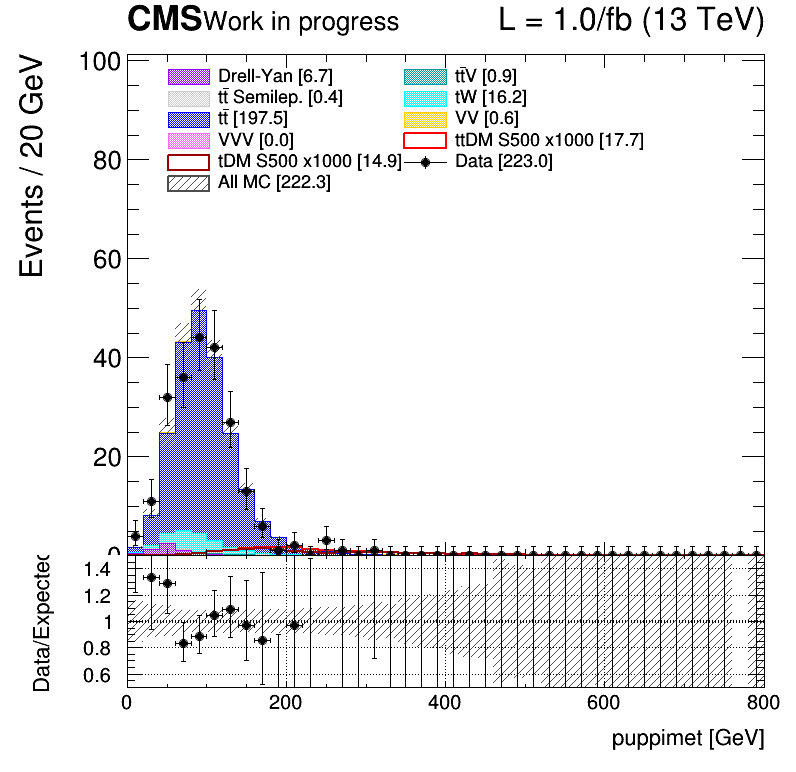 CMS Work in progress L = 1.0/fb (13 TeV)
Events / 20 GeV
100
80
60
40
20
0
Drell-Yan [6.7]
tt̄V [0.9]
tt̄ Semilep. [0.4]
tW [16.2]
tt̄ [197.5]
VV [0.6]
VVV [0.0]
ttDM S500 x1000 [17.7]
tDM S500 x1000 [14.9]
Data [223.0]
All MC [222.3]
Data/Expected
1.4
1.2
1
0.8
0.6
0 200 400 600 800
puppimet [GeV]